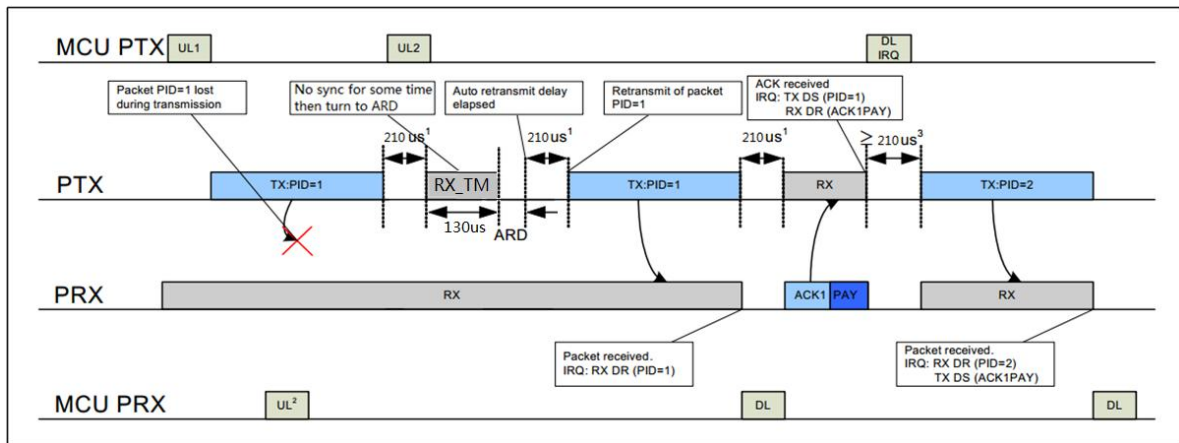 MCU PTX
UL1
UL2
DL
IRQ
Packet PID=1 lost
during transmission
No sync for some time
then turn to ARD
Auto retransmit delay
elapsed
Retransmit of packet
PID=1
ACK received
IRQ: TX DS (PID=1)
RX DR (ACK1PAY)
210us¹
210us¹
210us¹
≥ 210us³
PTX
TX:PID=1
RX_TM
TX:PID=1
RX
TX:PID=2
130us
ARD
PRX
RX
ACK1
PAY
RX
Packet received.
IRQ: RX DR (PID=1)
Packet received.
IRQ: RX DR (PID=2)
TX DS (ACK1PAY)
MCU PRX
UL²
DL
DL